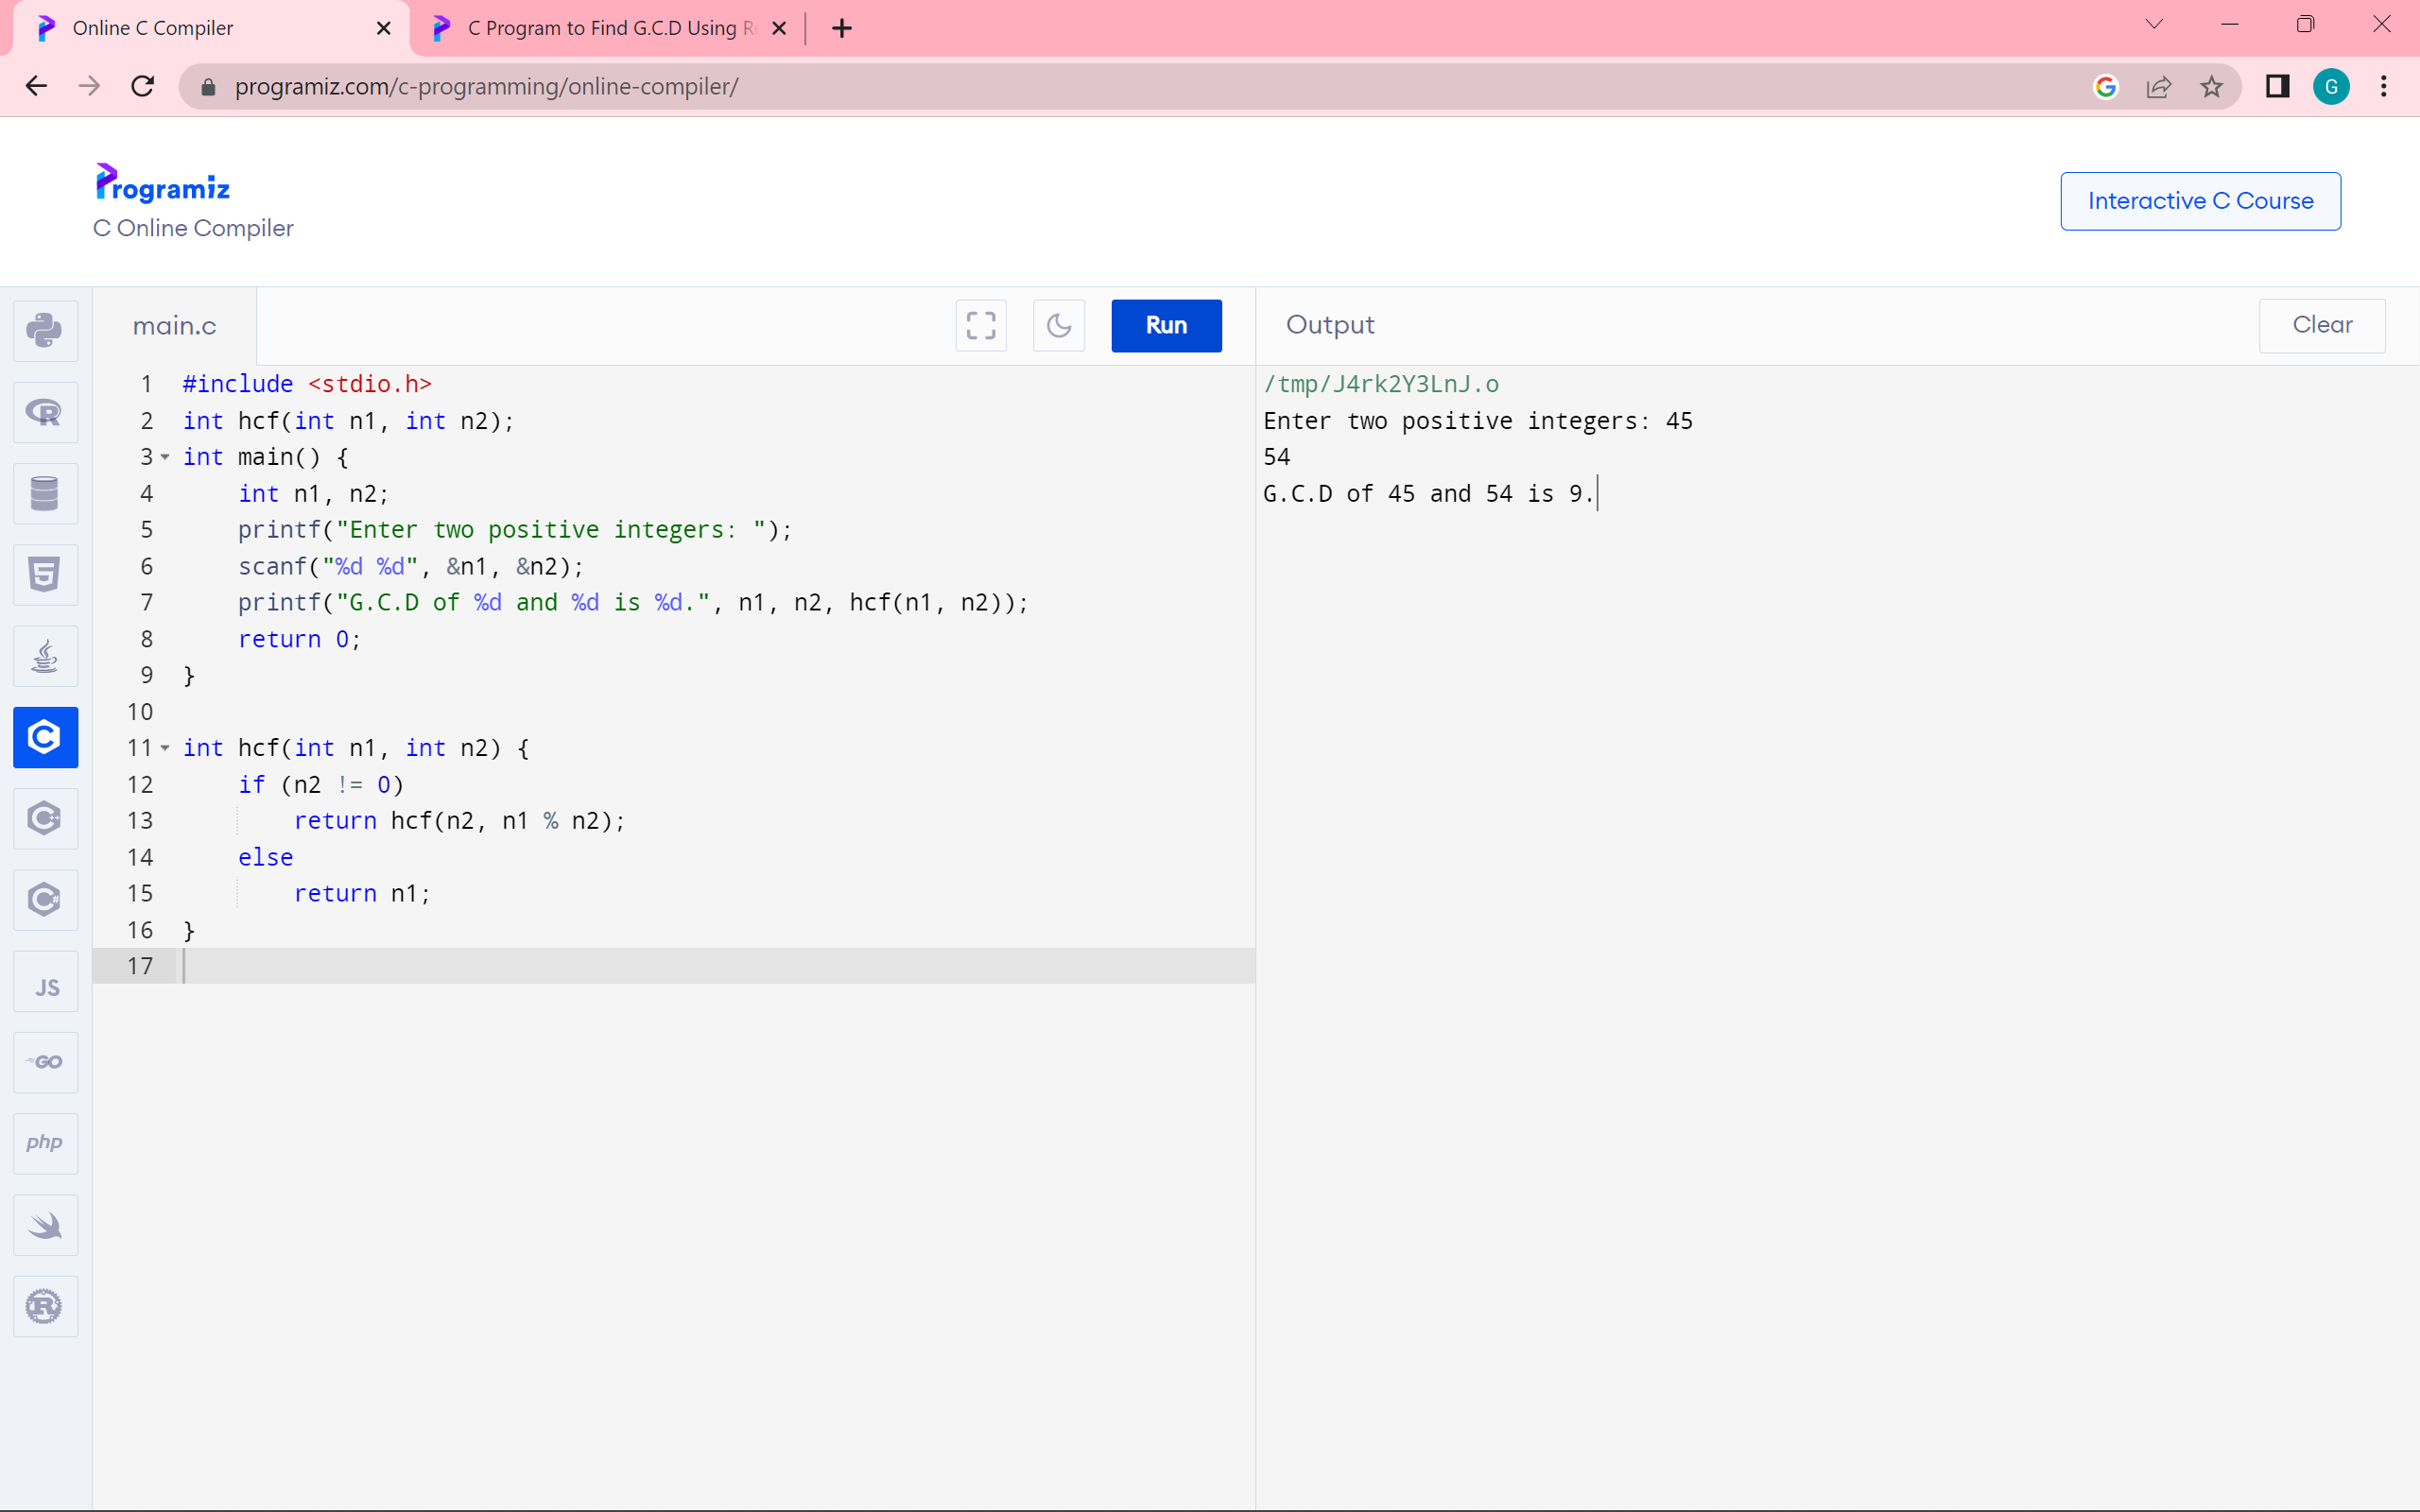 Online C Compiler
C Program to Find G.C.D Using R
programiz.com/c-programming/online-compiler/
G
Programiz
C Online Compiler
Interactive C Course
main.c
Run
Output
Clear
1 #include <stdio.h>
2 int hcf(int n1, int n2);
3 int main() {
4     int n1, n2;
5     printf("Enter two positive integers: ");
6     scanf("%d %d", &n1, &n2);
7     printf("G.C.D of %d and %d is %d.", n1, n2, hcf(n1, n2));
8     return 0;
9 }
10
11 int hcf(int n1, int n2) {
12     if (n2 != 0)
13         return hcf(n2, n1 % n2);
14     else
15         return n1;
16 }
17
/tmp/J4rk2Y3LnJ.o
Enter two positive integers: 45
54
G.C.D of 45 and 54 is 9.
R
5
C
C++
C#
JS
GO
php
R